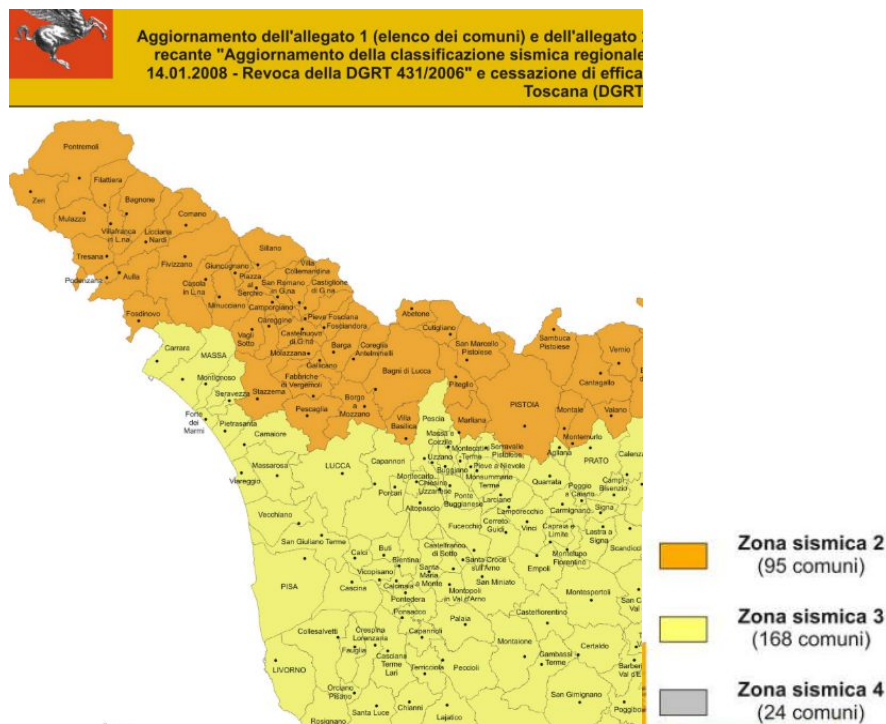 Aggiornamento dell'allegato 1 (elenco dei comuni) e dell'allegato
recante "Aggiornamento della classificazione sismica regionale
14.01.2008 - Revoca della DGRT 431/2006" e cessazione di effica
Toscana (DGRT
Pontremoli
Filattiera
Zeri
Bagnone
Mulazzo
Comano
Villafranca
in L.na
Licciana
Nardi
Tresana
Sillano
Fivizzano
Giuncugnano
Villa
Collemandina
Podenzana
Aulla
Casola
in L.na
Piazza
al
Serchio
San Romano
in G.na
Castiglione
di G.na
Minucciano
Camporgiano
Fosdinovo
Careggine
Pieve Fosciana
Fosciandora
Abetone
Cutigliano
Vagli
Sotto
Castelnuovo
di G.na
Sambuca
Pistoiese
Carrara
MASSA
Molazzana
Barga
Coreglia
Antelminelli
San Marcello
Pistoiese
Vernio
Gallicano
Bagni di Lucca
Montignoso
Fabbriche
di Vergemoli
Piteglio
Cantagallo
Seravezza
Stazzema
Borgo
a
Mozzano
PISTOIA
Forte
dei
Marmi
Pescaglia
Villa
Basilica
Pescia
Marliana
Montale
Vaiano
Pietrasanta
Camaiore
Massa e
Cozzile
Montecatini
Terme
Serravalle
Pistoiese
Montemurlo
Agliana
PRATO
Calenz
Uzzano
Buggiano
Pieve a Nievole
Massarosa
LUCCA
Capannori
Montecarlo
Chiesina
Uzzanese
Monsummano
Terme
Quarrata
Poggio
a Caiano
Campi
Bisenzio
Viareggio
Porcari
Ponte
Buggianese
Larciano
Altopascio
Lamporecchio
Carmignano
Signa
Vecchiano
Fucecchio
Cerreto
Guidi
Vinci
Capraia e
Limite
Lastra a
Signa
San Giuliano Terme
Scandicci
Calci
Buti
Bientina
Castelfranco
di Sotto
Santa Croce
sull'Arno
Montelupo
Fiorentino
Empoli
PISA
Vicopisano
Santa
Maria
a Monte
San Miniato
Cascina
Calcinaia
Montopoli
in Val d'Arno
Montespertoli
Pontedera
Ponsacco
Palaia
Castelfiorentino
San C
Val
Collesalvetti
Crespina
Lorenzana
Capannoli
Montaione
Certaldo
Fauglia
Casciana
Terme
Lari
Gambassi
Terme
LIVORNO
Terricciola
Peccioli
Barber
Val d'E
Orciano
Pisano
San Gimignano
Santa Luce
Chianni
Lajatico
Poggibo
Rosignano
Zona sismica 2
(95 comuni)
Zona sismica 3
(168 comuni)
Zona sismica 4
(24 comuni)